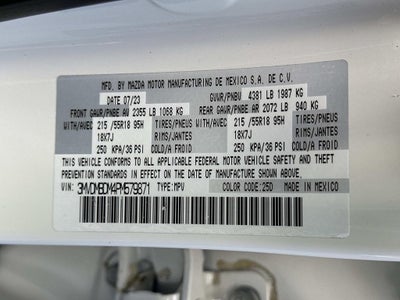 MFD. BY MAZDA MOTOR MANUFACTURING DE MEXICO S.A. DE C.V.
DATE 07/23 GVWR/PNBV 4381 LB 1987 KG
FRONT GAWR/PNBE AV 2355 LB 1068 KG REAR GAWR/PNBE AR 2072 LB 940 KG
WITH/AVEC 215 /55R18 95H TIRES/PNEUS WITH/AVEC 215 /55R18 95H TIRES/PNEUS
18X7J RIMS/JANTES 18X7J RIMS/JANTES
250 KPA/36 PSI COLD/A FROID 250 KPA/36 PSI COLD/A FROID
THIS VEHICLE CONFORMS TO ALL APPLICABLE FEDERAL MOTOR VEHICLE SAFETY, BUMPER, AND THEFT
PREVENTION STANDARDS IN EFFECT ON THE DATE OF MANUFACTURE SHOWN ABOVE.
VIN: 3MVDMBDM4PM579871 TYPE: MPV COLOR CODE: 25D MADE IN MEXICO